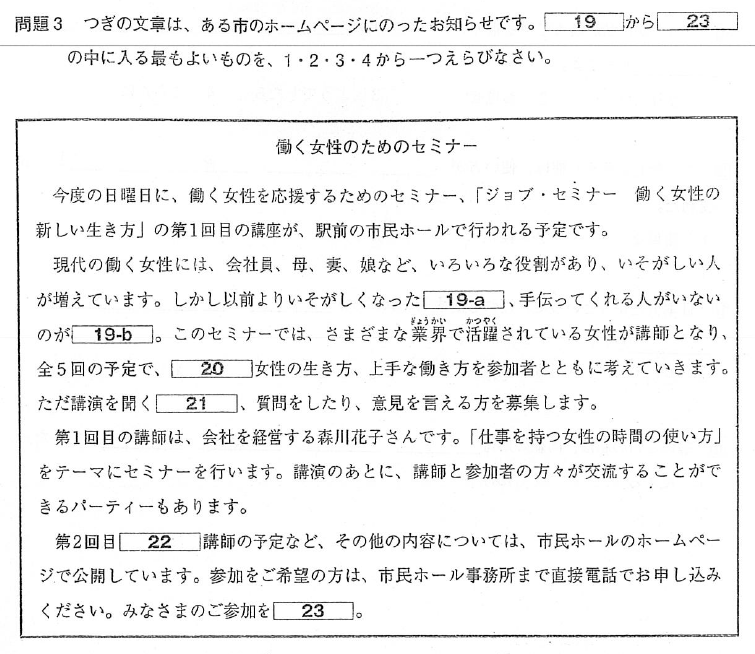 問題3 つぎの文章は、ある市のホームページにのったお知らせです。 19 から 23
の中に入る最もよいものを、1・2・3・4から一つえらびなさい。
働く女性のためのセミナー
今度の日曜日に、働く女性を応援するためのセミナー、「ジョブ・セミナー 働く女性の
新しい生き方」の第1回目の講座が、駅前の市民ホールで行われる予定です。
現代の働く女性には、会社員、母、妻、娘など、いろいろな役割があり、いそがしい人
が増えています。しかし以前よりいそがしくなった 19-a 、手伝ってくれる人がいない
ぎょうかい かつやく
のが 19-b 。このセミナーでは、さまざまな業界で活躍されている女性が講師となり、
全5回の予定で、 20 女性の生き方、上手な働き方を参加者とともに考えていきます。
ただ講演を聞く 21 、質問をしたり、意見を言える方を募集します。
第1回目の講師は、会社を経営する森川花子さんです。「仕事を持つ女性の時間の使い方」
をテーマにセミナーを行います。講演のあとに、講師と参加者の方々が交流することがで
きるパーティーもあります。
第2回目 22 講師の予定など、その他の内容については、市民ホールのホームペー
ジで公開しています。参加をご希望の方は、市民ホール事務所まで直接電話でお申し込み
ください。みなさまのご参加を 23 。